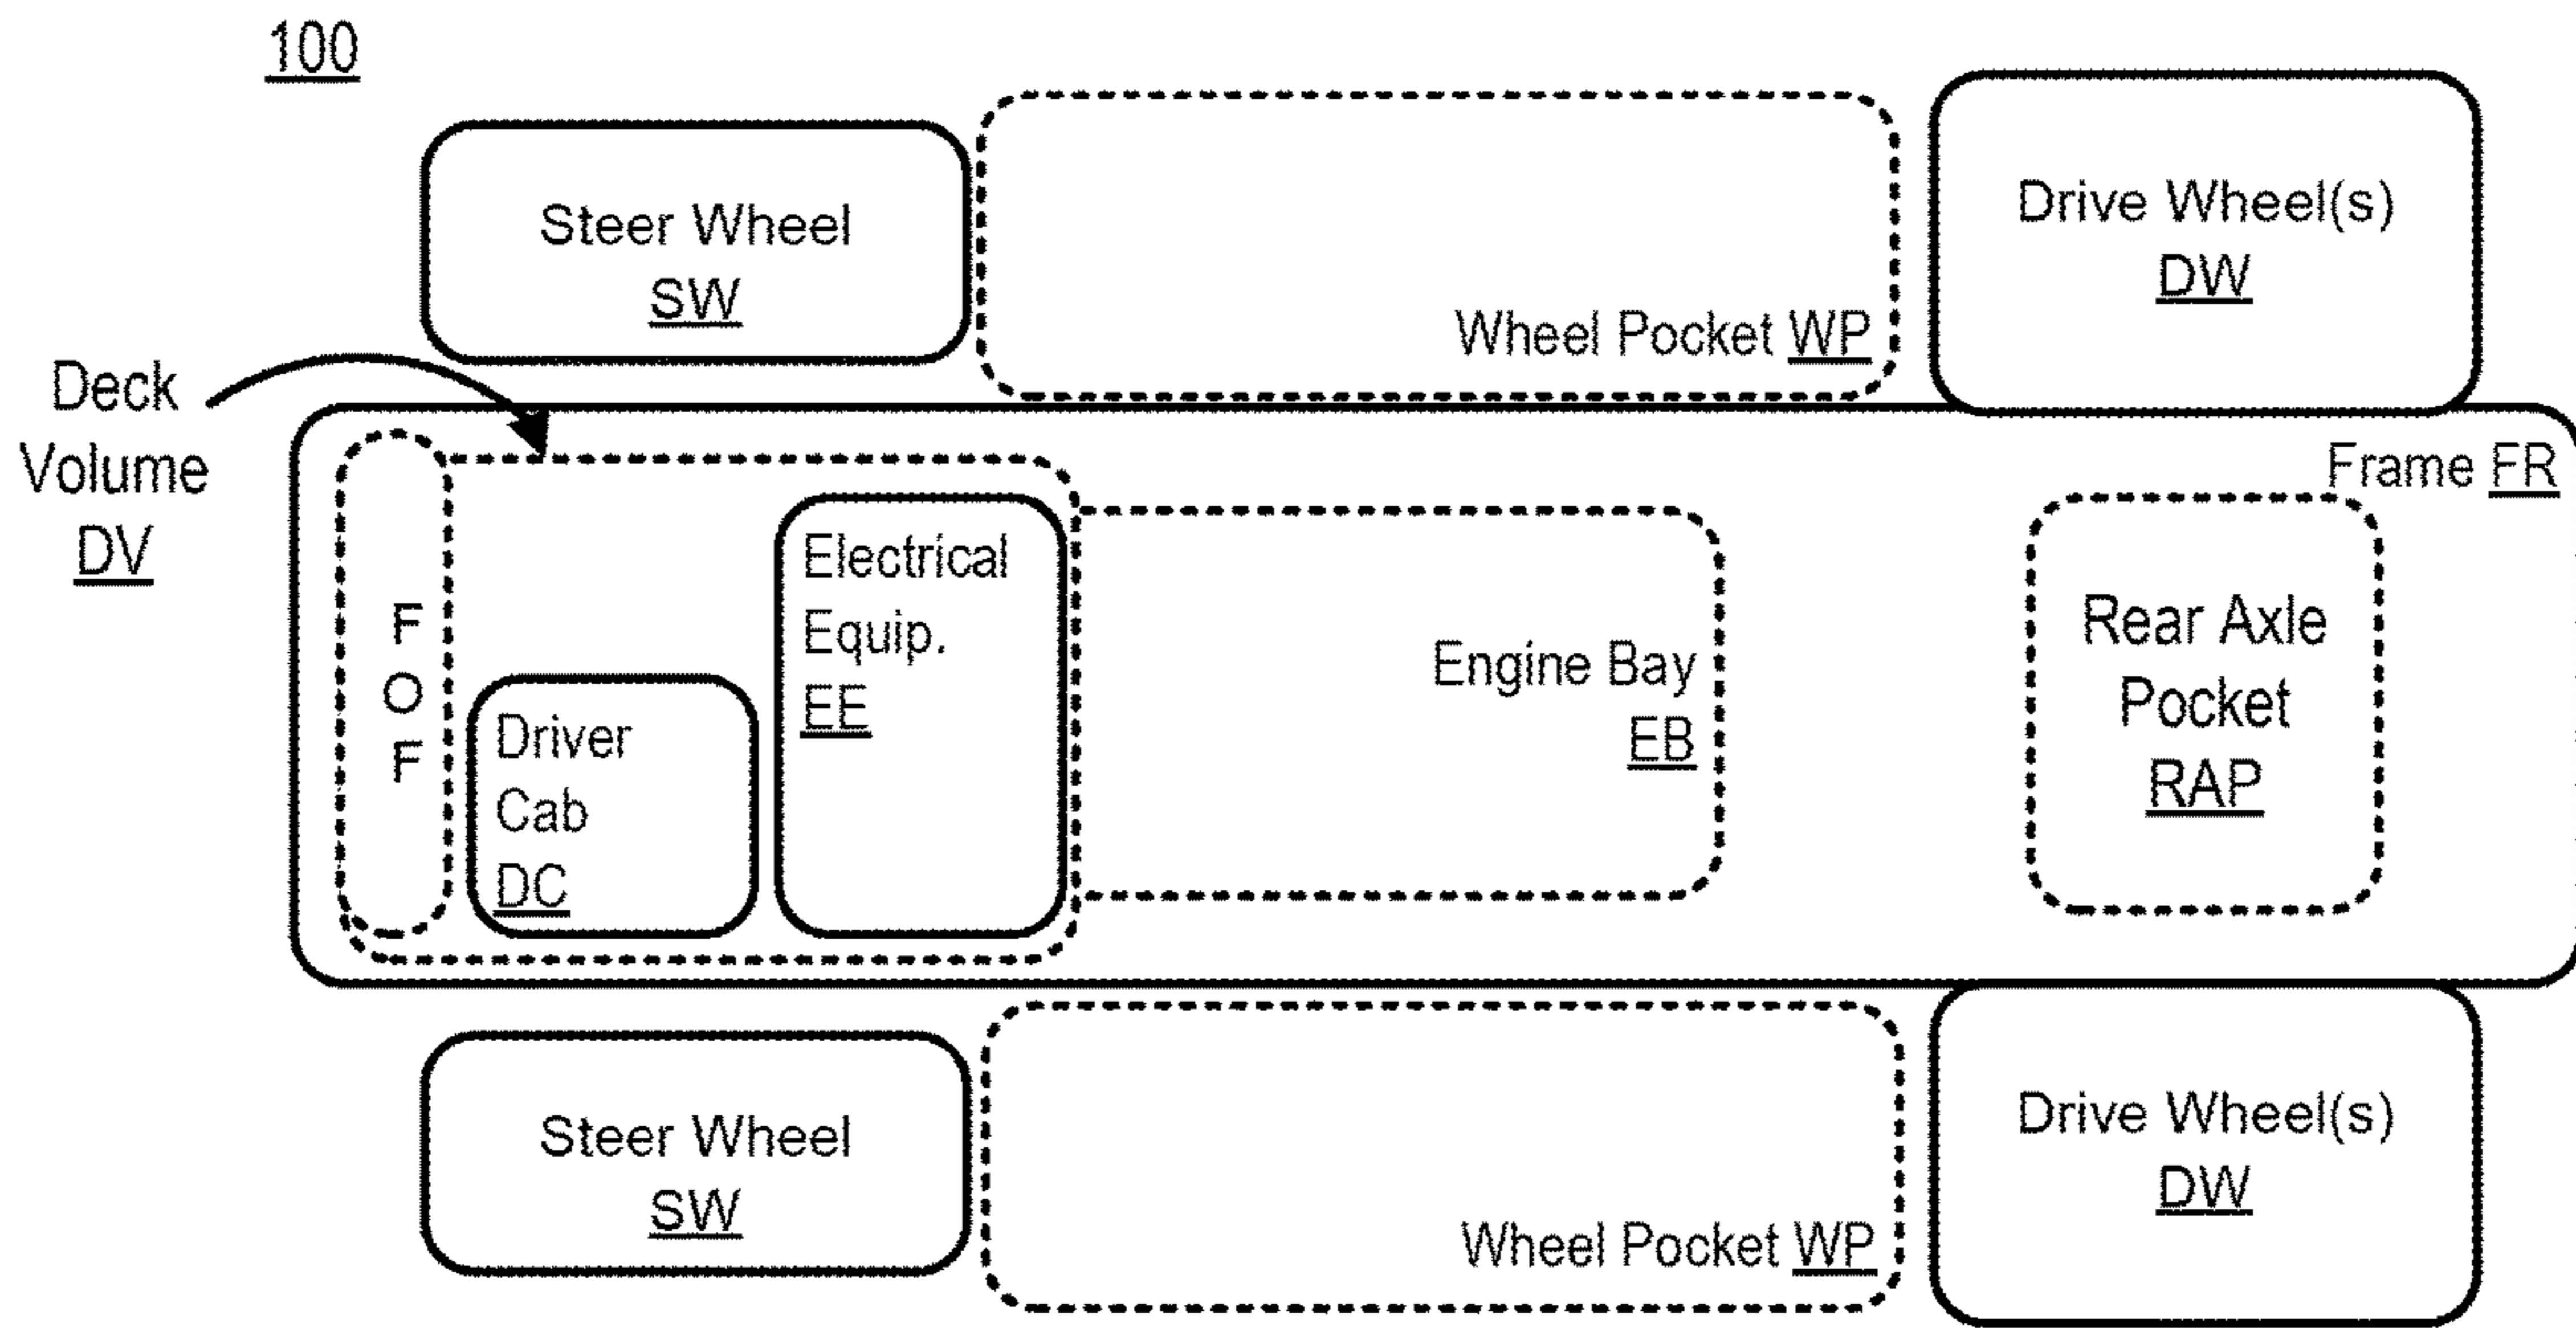 100
Steer Wheel
SW
Wheel Pocket WP
Drive Wheel(s)
DW
Deck
Volume
DV
Frame FR
F
O
F
Driver
Cab
DC
Electrical
Equip.
EE
Engine Bay
EB
Rear Axle
Pocket
RAP
Steer Wheel
SW
Wheel Pocket WP
Drive Wheel(s)
DW